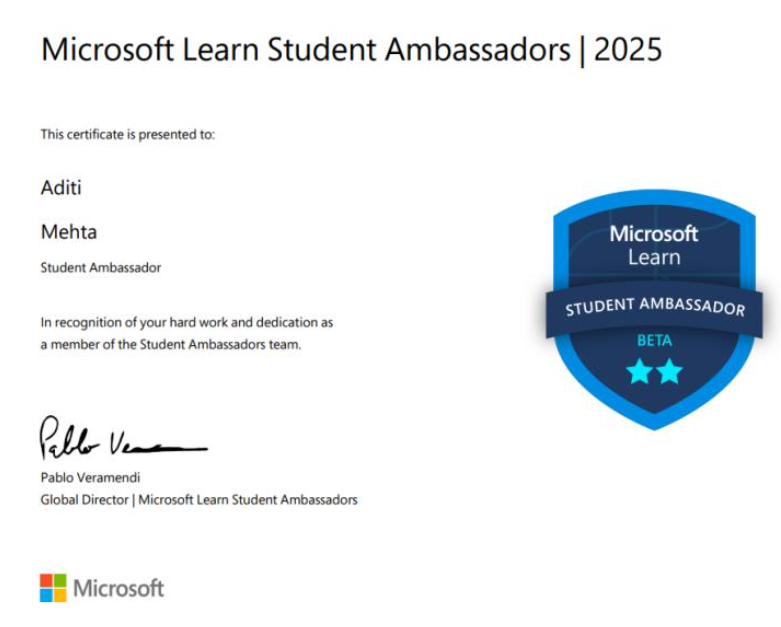 Microsoft Learn Student Ambassadors | 2025
This certificate is presented to:
Aditi
Mehta
Student Ambassador
In recognition of your hard work and dedication as
a member of the Student Ambassadors team.
Microsoft
Learn
STUDENT AMBASSADOR
BETA
Pablo Vera
Pablo Veramendi
Global Director | Microsoft Learn Student Ambassadors
Microsoft